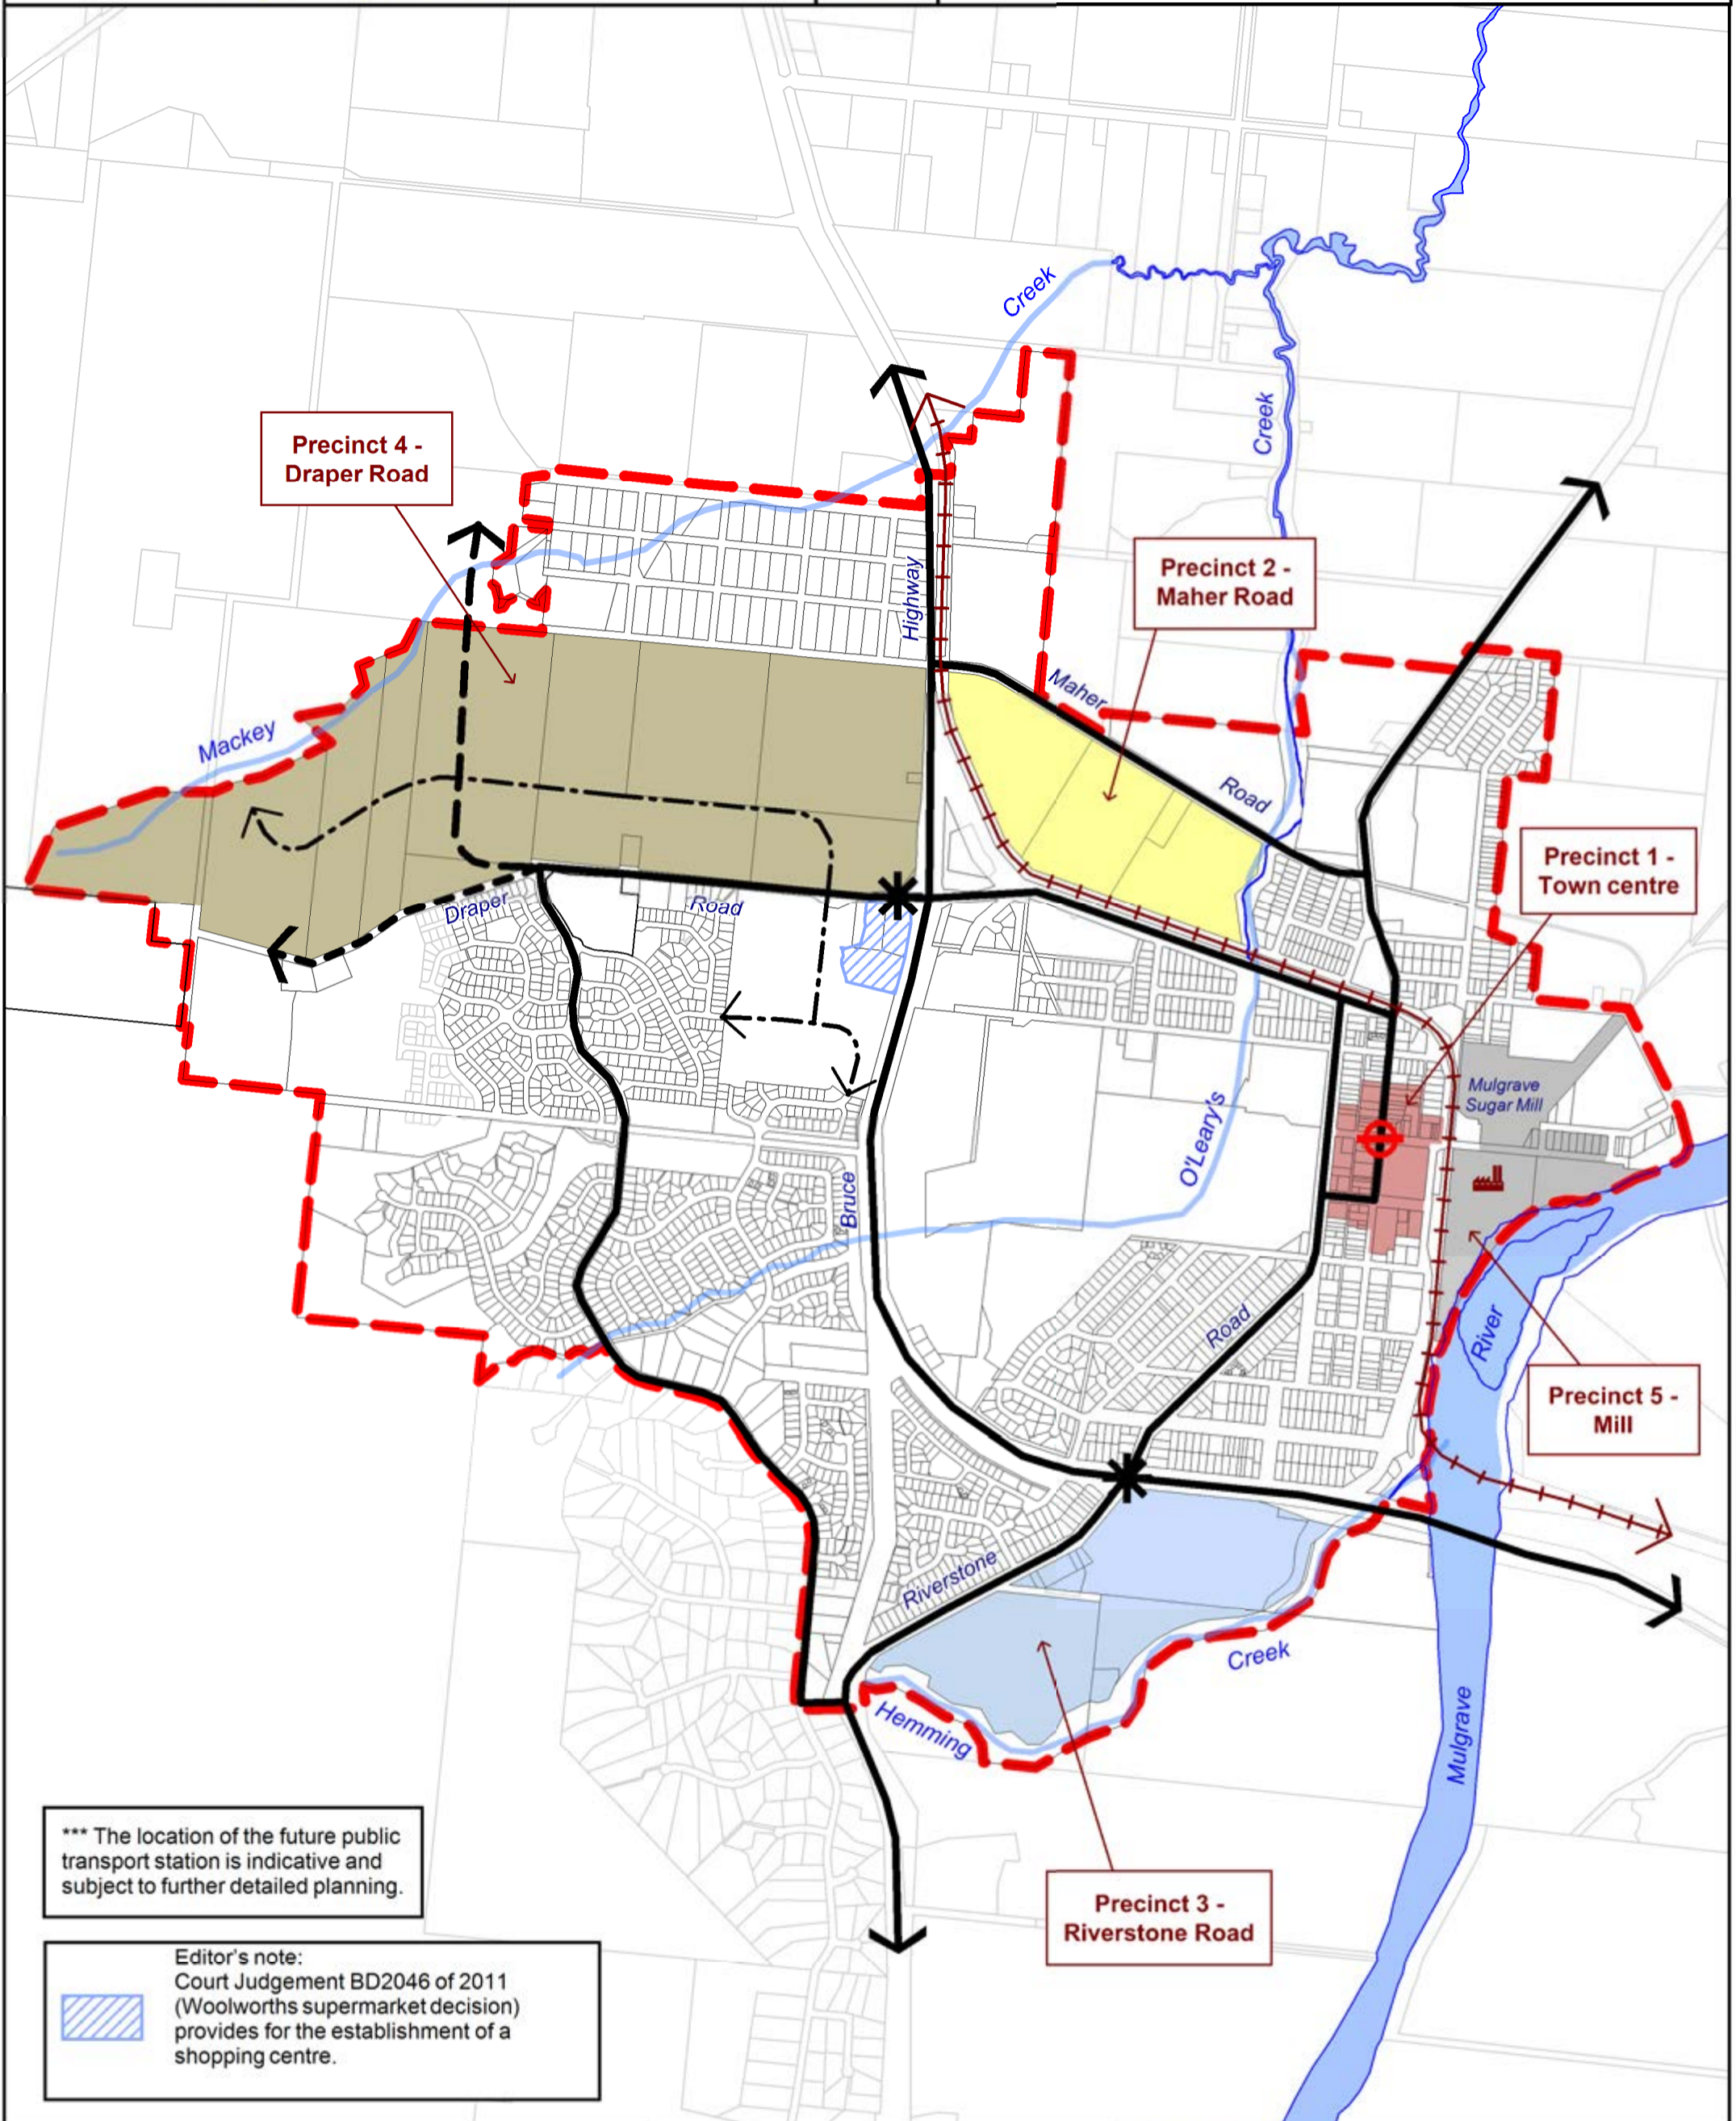 Creek
Creek
Precinct 4 -
Draper Road
Highway
Precinct 2 -
Maher Road
Maher
Mackey
Road
Precinct 1 -
Town centre
Draper
Road
Mulgrave
Sugar Mill
O'Leary's
Bruce
Road
River
Precinct 5 -
Mill
Riverstone
Creek
Hemming
Mulgrave
*** The location of the future public
transport station is indicative and
subject to further detailed planning.
Precinct 3 -
Riverstone Road
Editor's note:
Court Judgement BD2046 of 2011
(Woolworths supermarket decision)
provides for the establishment of a
shopping centre.